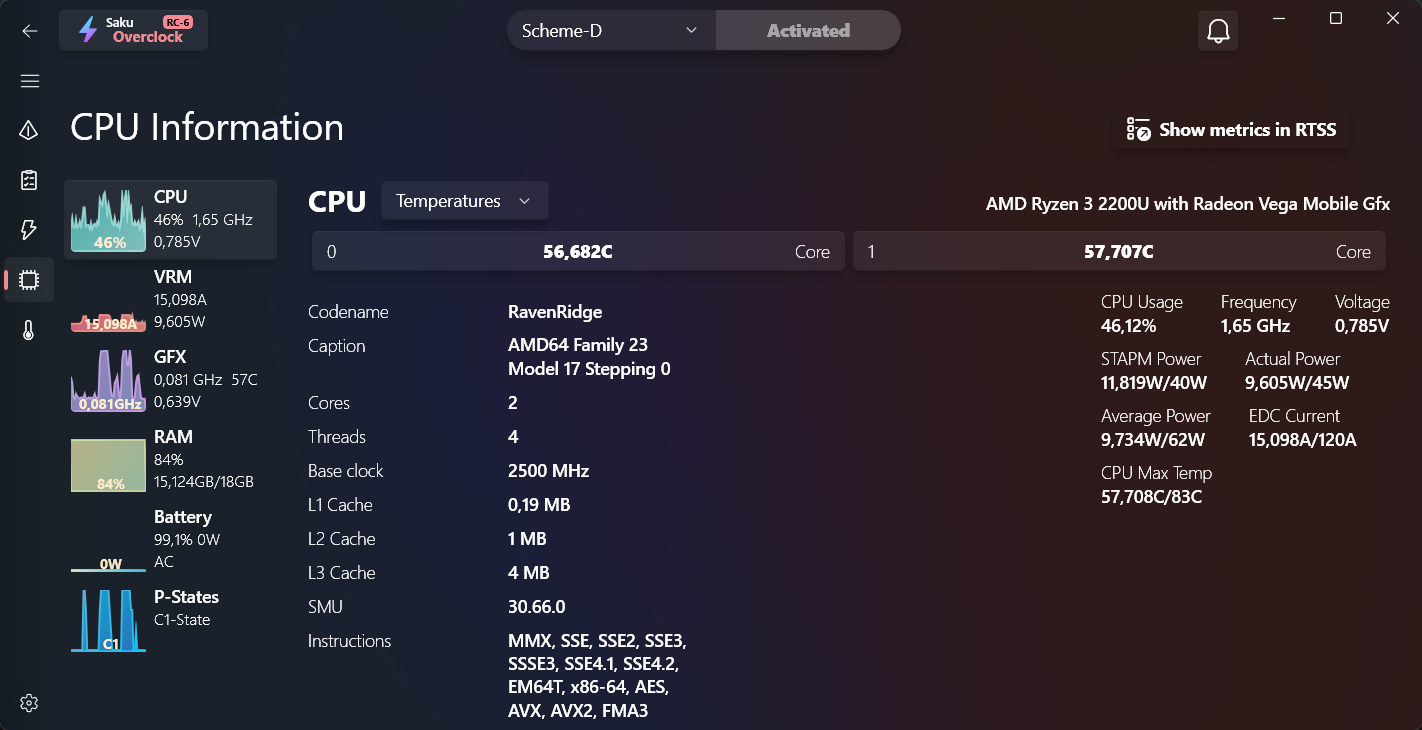 Saku RC-6
Overclock
Scheme-D
Activated
CPU Information
Show metrics in RTSS
CPU
46% 1,65 GHz
0,785V
46%
VRM
15,098A
9,605W
15,098A
GFX
0,081 GHz 57C
0,639V
0,081GHz
RAM
84%
15,124GB/18GB
84%
Battery
99,1% 0W
AC
0W
P-States
C1-State
C1
CPU Temperatures
AMD Ryzen 3 2200U with Radeon Vega Mobile Gfx
0 56,682C Core
1 57,707C Core
Codename RavenRidge
Caption AMD64 Family 23
Model 17 Stepping 0
Cores 2
Threads 4
Base clock 2500 MHz
L1 Cache 0,19 MB
L2 Cache 1 MB
L3 Cache 4 MB
SMU 30.66.0
Instructions MMX, SSE, SSE2, SSE3,
SSSE3, SSE4.1, SSE4.2,
EM64T, x86-64, AES,
AVX, AVX2, FMA3
CPU Usage Frequency Voltage
46,12% 1,65 GHz 0,785V
STAPM Power Actual Power
11,819W/40W 9,605W/45W
Average Power EDC Current
9,734W/62W 15,098A/120A
CPU Max Temp
57,708C/83C